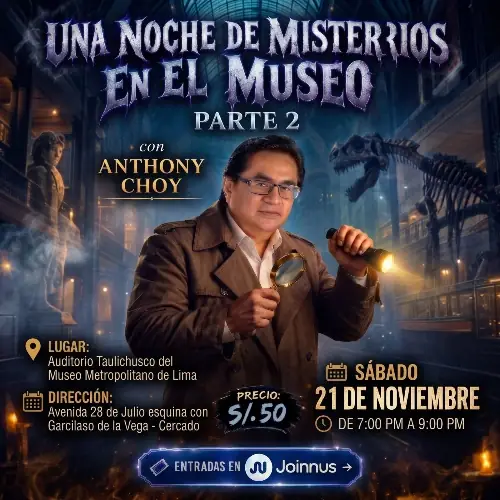 UNA NOCHE DE MISTERIOS
EN EL MUSEO
PARTE 2
con
ANTHONY
CHOY
LUGAR:
Auditorio Taulichusco del
Museo Metropolitano de Lima
DIRECCIÓN:
Avenida 28 de Julio esquina con
Garcilaso de la Vega - Cercado
PRECIO:
S/.50
SÁBADO
21 DE NOVIEMBRE
DE 7:00 PM A 9:00 PM
ENTRADAS EN Joinnus →